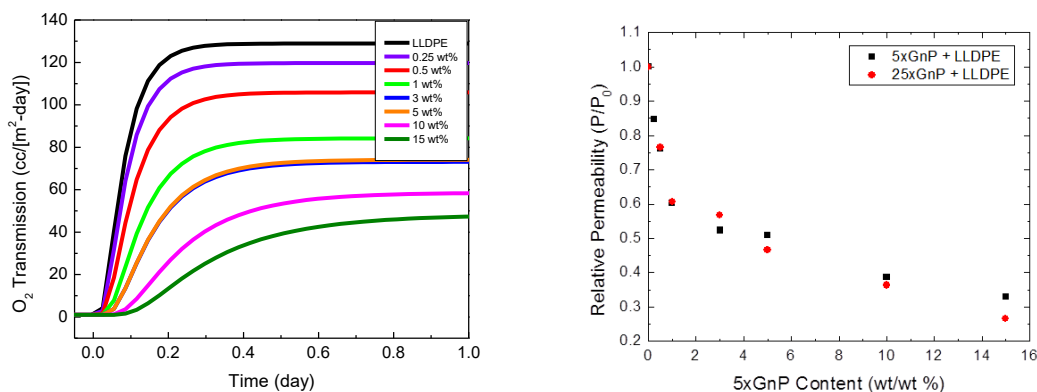 140
120
100
80
60
40
20
0
O2 Transmission (cc/[m2-day])
0.0 0.2 0.4 0.6 0.8 1.0
Time (day)
LLDPE
0.25 wt%
0.5 wt%
1 wt%
3 wt%
5 wt%
10 wt%
15 wt%
1.1
1.0
0.9
0.8
0.7
0.6
0.5
0.4
0.3
0.2
Relative Permeability (P/P0)
0 2 4 6 8 10 12 14 16
5xGnP Content (wt/wt %)
5xGnP + LLDPE
25xGnP + LLDPE